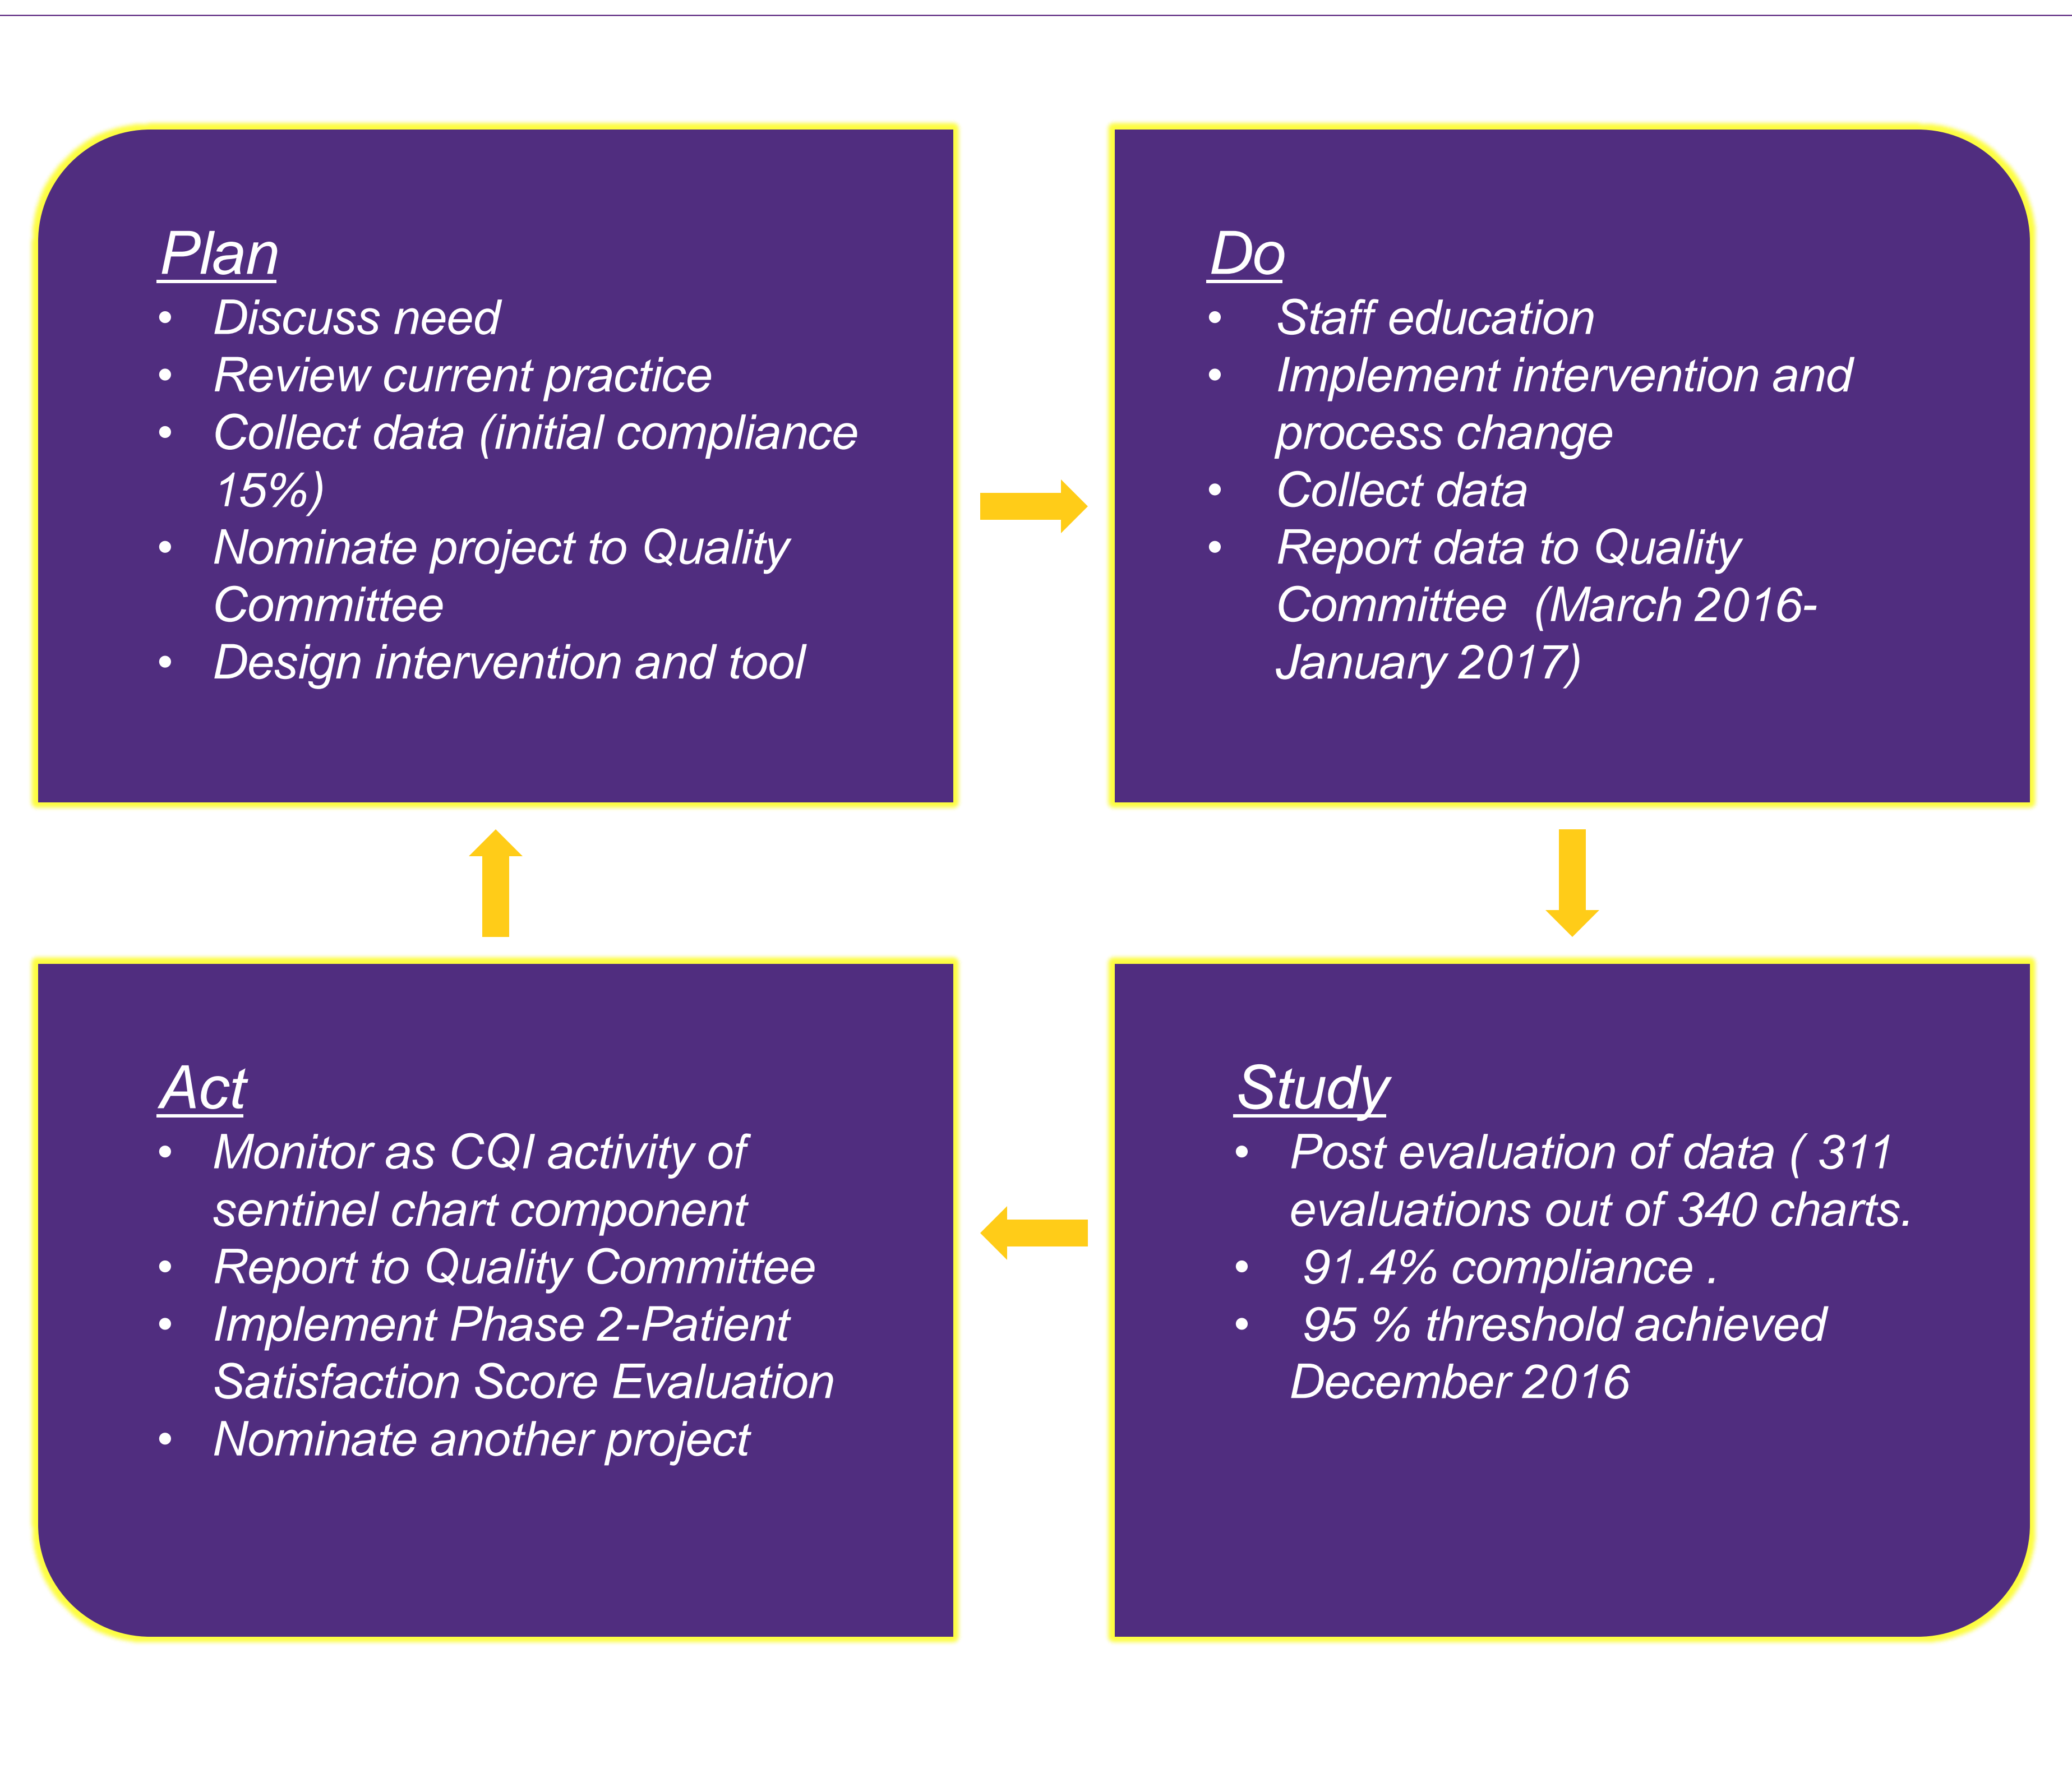 Plan
• Discuss need
• Review current practice
• Collect data (initial compliance
15%)
• Nominate project to Quality
Committee
• Design intervention and tool
Do
• Staff education
• Implement intervention and
process change
• Collect data
• Report data to Quality
Committee  (March 2016-
January 2017)
Study
• Post evaluation of data ( 311
evaluations out of 340 charts.
• 91.4% compliance .
• 95 % threshold achieved
December 2016
Act
• Monitor as CQI activity of
sentinel chart component
• Report to Quality Committee
• Implement Phase 2-Patient
Satisfaction Score Evaluation
• Nominate another project